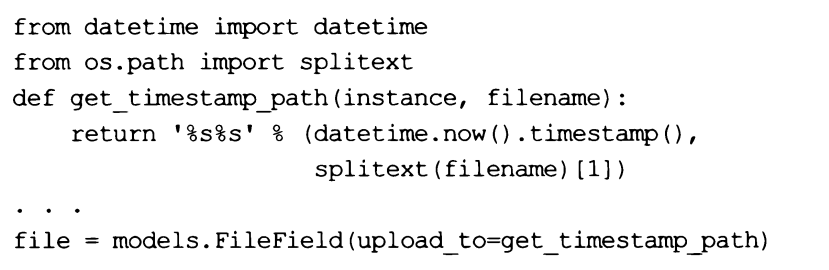 from datetime import datetime
from os.path import splitext
def get_timestamp_path(instance, filename):
    return '%s%s' % (datetime.now().timestamp(),
                     splitext(filename)[1])
. . .
file = models.FileField(upload_to=get_timestamp_path)